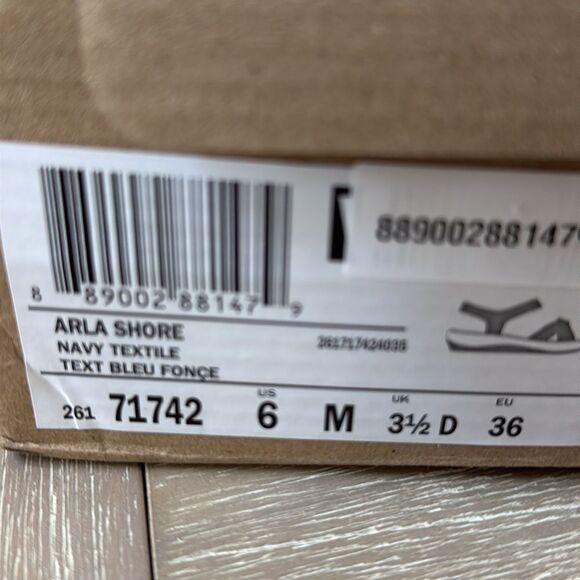 889002881479
8 89002 88147 9
ARLA SHORE
NAVY TEXTILE
TEXT BLEU FONÇE
261717424035
261 71742
US
6 M
UK
3½ D
EU
36